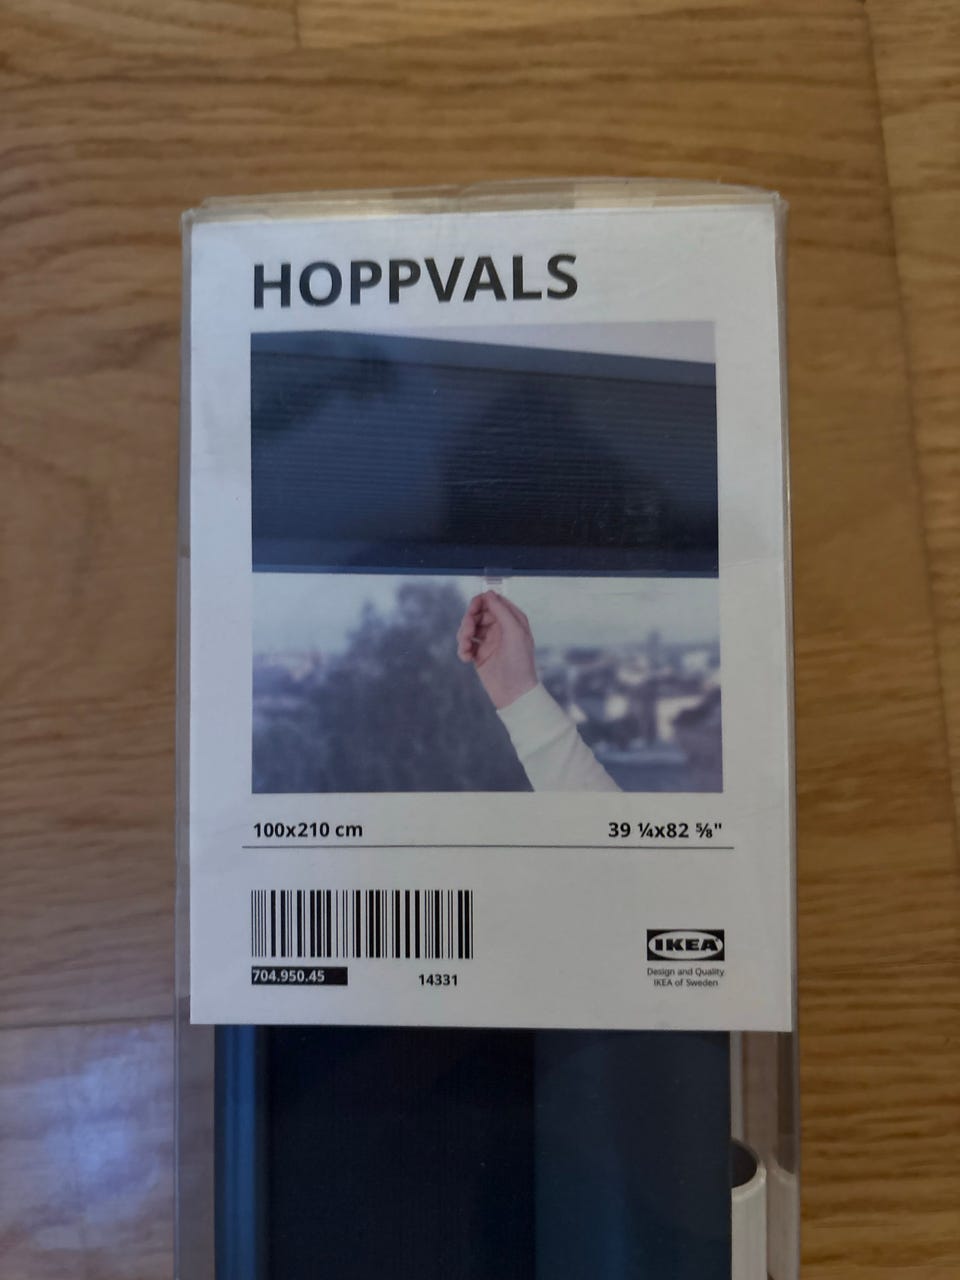 HOPPVALS
100x210 cm
39 ¼x82 ⅝"
704.950.45
14331
IKEA
Design and Quality
IKEA of Sweden